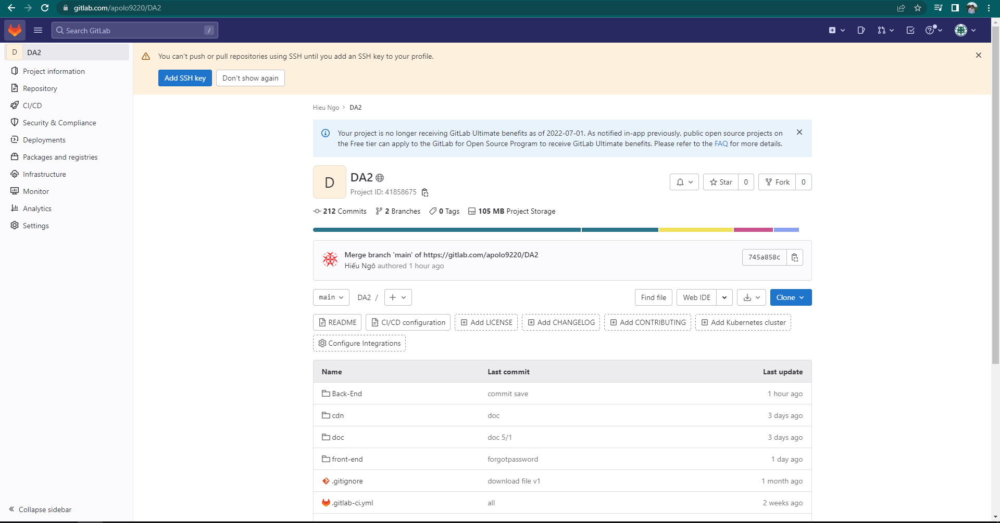 gitlab.com/apolo9220/DA2
Search GitLab /
D DA2
Project information
Repository
CI/CD
Security & Compliance
Deployments
Packages and registries
Infrastructure
Monitor
Analytics
Settings
Collapse sidebar
You can't push or pull repositories using SSH until you add an SSH key to your profile.
Add SSH key Don't show again
Hieu Ngo > DA2
Your project is no longer receiving GitLab Ultimate benefits as of 2022-07-01. As notified in-app previously, public open source projects on
the Free tier can apply to the GitLab for Open Source Program to receive GitLab Ultimate benefits. Please refer to the FAQ for more details.
D
DA2
Project ID: 41858675
Star 0 Fork 0
212 Commits 2 Branches 0 Tags 105 MB Project Storage
Merge branch 'main' of https://gitlab.com/apolo9220/DA2
Hiếu Ngô authored 1 hour ago
745a858c
main DA2 / Find file Web IDE Clone
README CI/CD configuration Add LICENSE Add CHANGELOG Add CONTRIBUTING Add Kubernetes cluster
Configure Integrations
Name Last commit Last update
Back-End commit save 1 hour ago
cdn doc 3 days ago
doc doc 5/1 3 days ago
front-end forgotpassword 1 day ago
.gitignore download file v1 1 month ago
.gitlab-ci.yml all 2 weeks ago